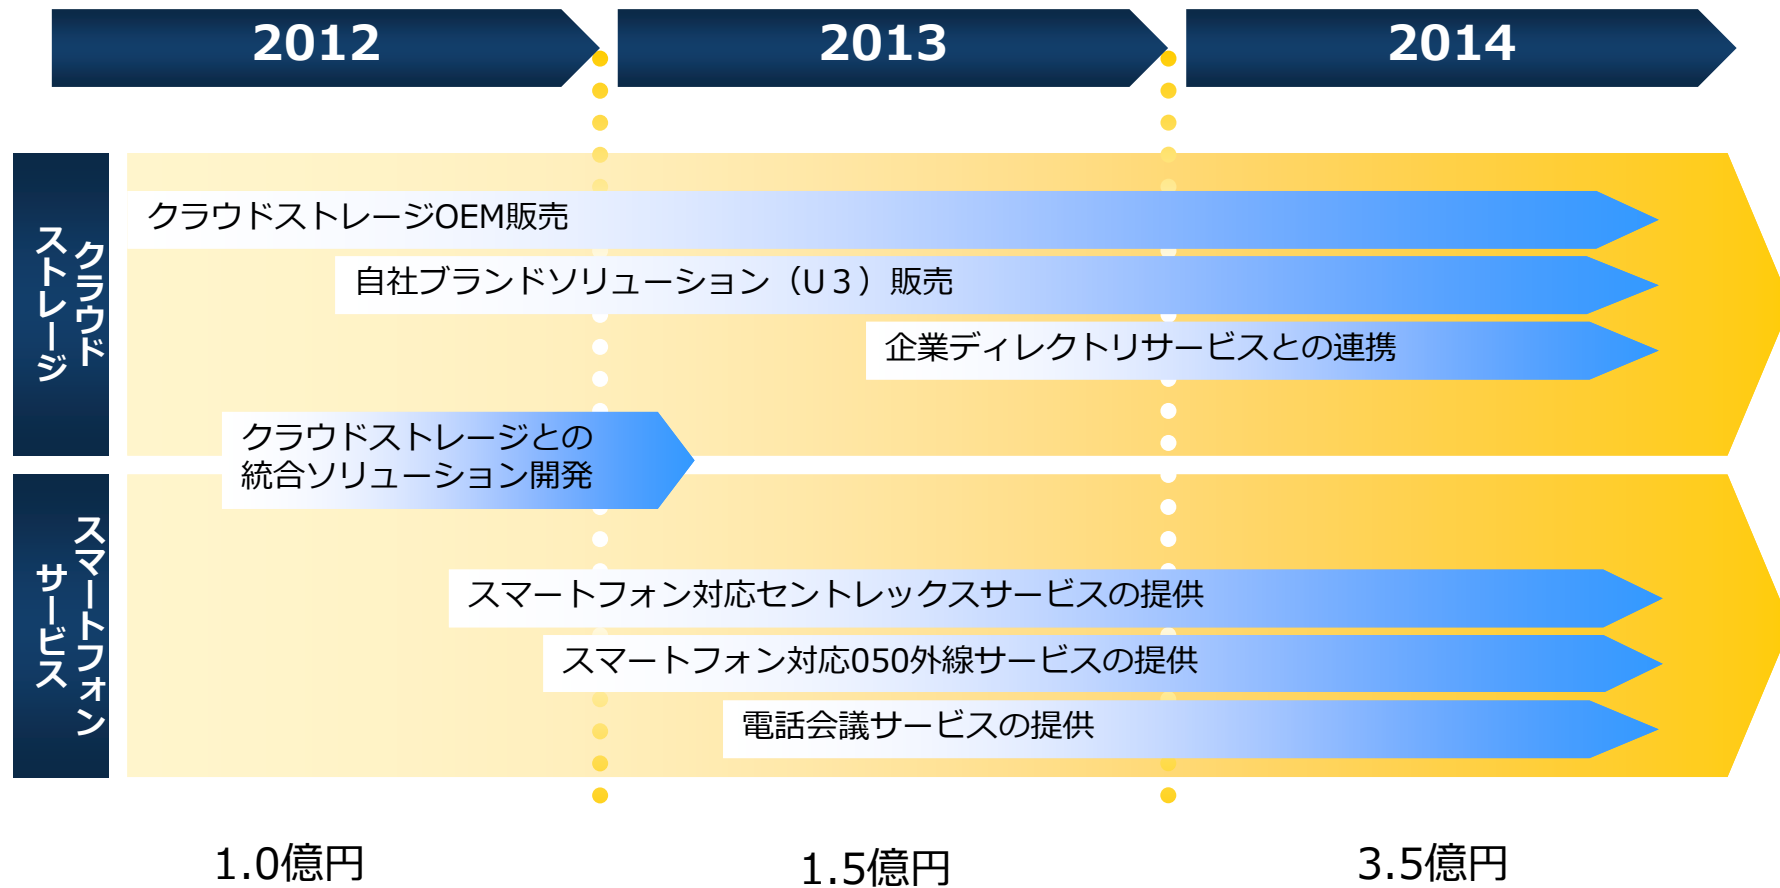 2012
2013
2014
クラウド
ストレージ
クラウドストレージOEM販売
自社ブランドソリューション（U３）販売
企業ディレクトリサービスとの連携
クラウドストレージとの
統合ソリューション開発
スマートフォン
サービス
スマートフォン対応セントレックスサービスの提供
スマートフォン対応050外線サービスの提供
電話会議サービスの提供
1.0億円
1.5億円
3.5億円